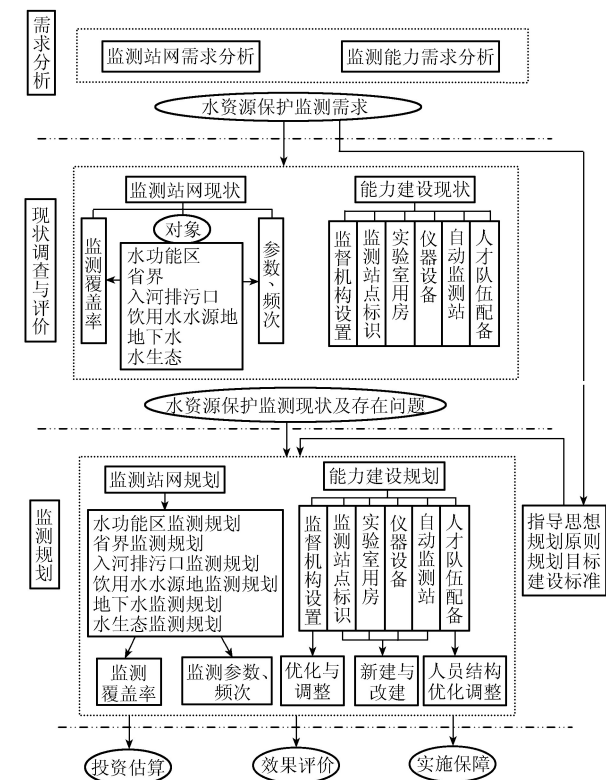 需求分析
监测站网需求分析
监测能力需求分析
水资源保护监测需求
现状调查与评价
监测站网现状
能力建设现状
对象
监测覆盖率
水功能区
省界
入河排污口
饮用水水源地
地下水
水生态
参数、频次
监督机构设置
监测站点标识
实验室用房
仪器设备
自动监测站
人才队伍配备
水资源保护监测现状及存在问题
监测规划
监测站网规划
能力建设规划
水功能区监测规划
省界监测规划
入河排污口监测规划
饮用水水源地监测规划
地下水监测规划
水生态监测规划
监督机构设置
监测站点标识
实验室用房
仪器设备
自动监测站
人才队伍配备
指导思想
规划原则
规划目标
建设标准
监测
覆盖率
监测参数、
频次
优化与
调整
新建与
改建
人员结构
优化调整
投资估算
效果评价
实施保障